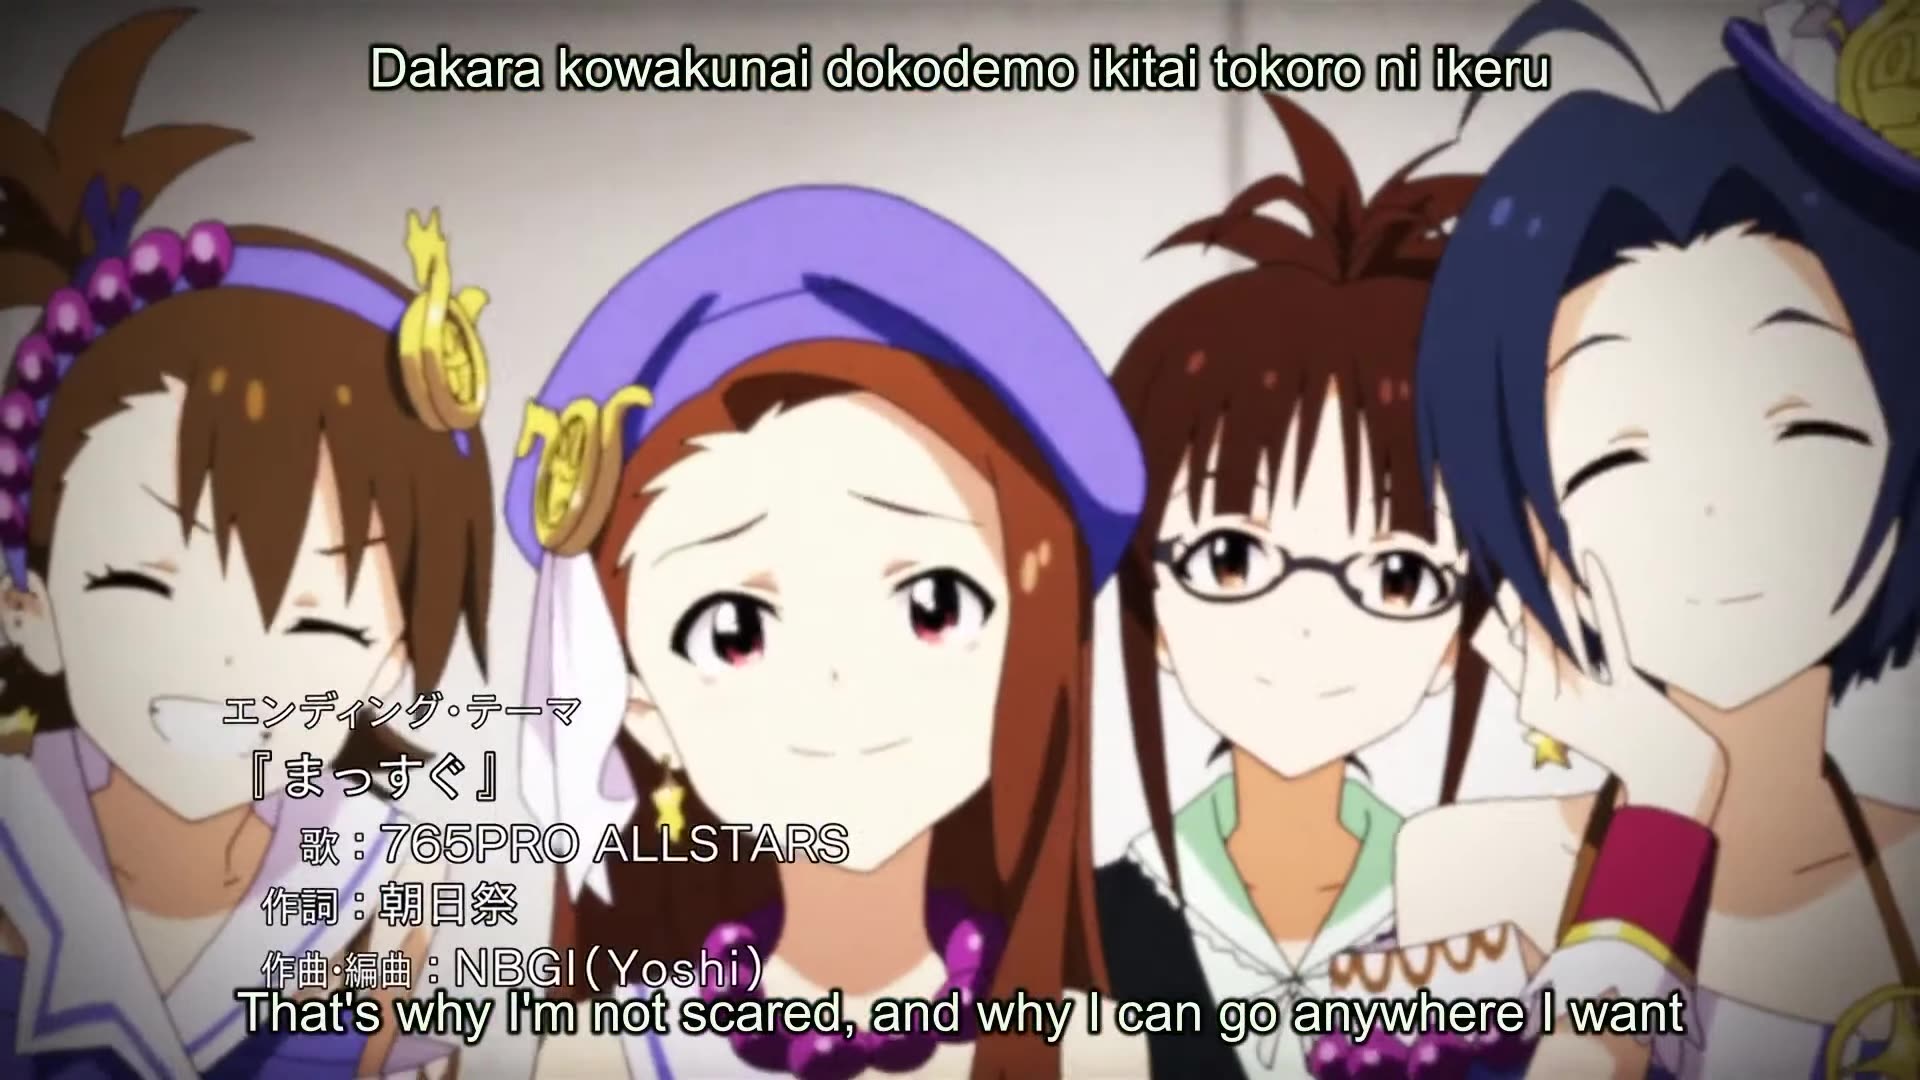 Dakara kowakunai dokodemo ikitai tokoro ni ikeru
エンディング・テーマ
『まっすぐ』
歌：765PRO ALLSTARS
作詞：朝日祭
作曲・編曲：NBGI（Yoshi）
That's why I'm not scared, and why I can go anywhere I want